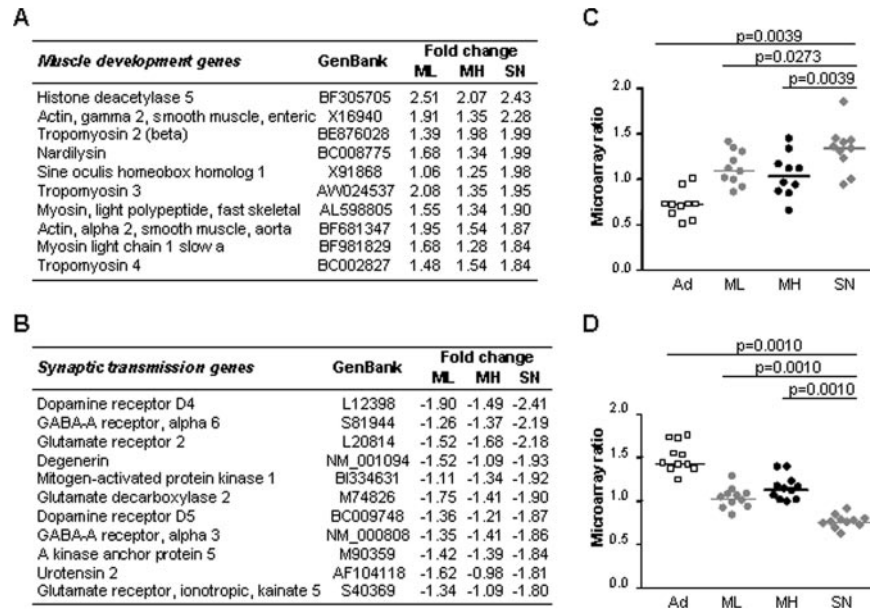 A
Muscle development genes GenBank Fold change
ML MH SN
Histone deacetylase 5 BF305705 2.51 2.07 2.43
Actin, gamma 2, smooth muscle, enteric X16940 1.91 1.35 2.28
Tropomyosin 2 (beta) BE876028 1.39 1.98 1.99
Nardilysin BC008775 1.68 1.34 1.99
Sine oculis homeobox homolog 1 X91868 1.06 1.25 1.98
Tropomyosin 3 AW024537 2.08 1.35 1.95
Myosin, light polypeptide, fast skeletal AL598805 1.55 1.34 1.90
Actin, alpha 2, smooth muscle, aorta BF681347 1.95 1.54 1.87
Myosin light chain 1 slow a BF981829 1.68 1.28 1.84
Tropomyosin 4 BC002827 1.48 1.54 1.84
B
Synaptic transmission genes GenBank Fold change
ML MH SN
Dopamine receptor D4 L12398 -1.90 -1.49 -2.41
GABA-A receptor, alpha 6 S81944 -1.26 -1.37 -2.19
Glutamate receptor 2 L20814 -1.52 -1.68 -2.18
Degenerin NM_001094 -1.52 -1.09 -1.93
Mitogen-activated protein kinase 1 BI334631 -1.11 -1.34 -1.92
Glutamate decarboxylase 2 M74826 -1.75 -1.41 -1.90
Dopamine receptor D5 BC009748 -1.36 -1.21 -1.87
GABA-A receptor, alpha 3 NM_000808 -1.35 -1.41 -1.86
A kinase anchor protein 5 M90359 -1.42 -1.39 -1.84
Urotensin 2 AF104118 -1.62 -0.98 -1.81
Glutamate receptor, ionotropic, kainate 5 S40369 -1.34 -1.09 -1.80
C
p=0.0039
p=0.0273
p=0.0039
Microarray ratio
2.0
1.5
1.0
0.5
0.0
Ad ML MH SN
D
p=0.0010
p=0.0010
p=0.0010
Microarray ratio
2.0
1.5
1.0
0.5
0.0
Ad ML MH SN